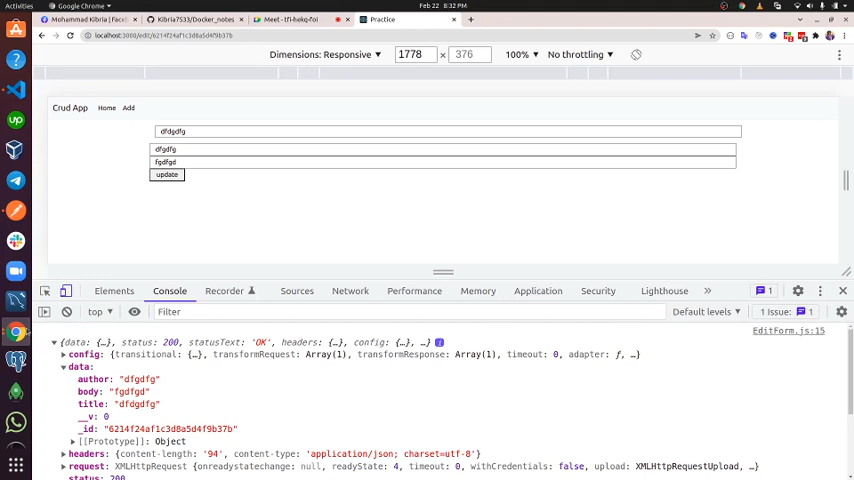 Activities Google Chrome Feb 22 8:32 PM
Mohammad Kibria | Facel Kibria7533/Docker_notes Meet - tfi-hekq-foi Practice
localhost:3000/edit/6214f24af1c3d8a5d4f9b37b
Dimensions: Responsive 1778 × 376 100% No throttling
Crud App Home Add
dfdgdfg
dfgdfg
fgdfgd
update
Elements Console Recorder Network Sources Performance Memory Application Security Lighthouse » 1
top Filter Default levels 1 Issue: 1
EditForm.js:15
{data: {…}, status: 200, statusText: 'OK', headers: {…}, config: {…}, …}
config: {transitional: {…}, transformRequest: Array(1), transformResponse: Array(1), timeout: 0, adapter: ƒ, …}
data:
author: "dfgdfg"
body: "fgdfgd"
title: "dfdgdfg"
__v: 0
_id: "6214f24af1c3d8a5d4f9b37b"
[[Prototype]]: Object
headers: {content-length: '94', content-type: 'application/json; charset=utf-8'}
request: XMLHttpRequest {onreadystatechange: null, readyState: 4, timeout: 0, withCredentials: false, upload: XMLHttpRequestUpload, …}
status: 200